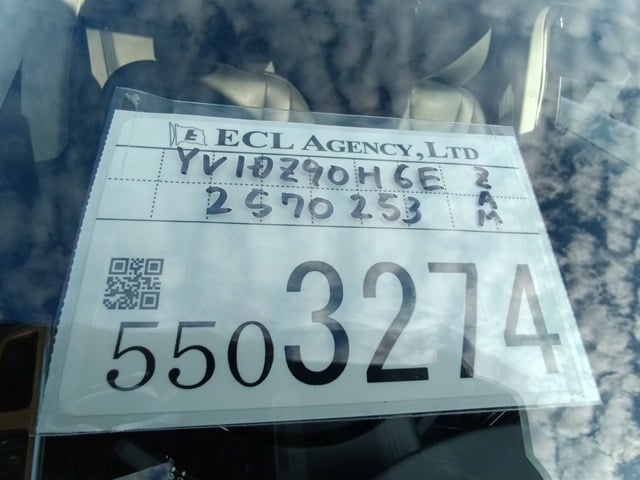 E ECL AGENCY, LTD
YV1DZ90H6E
2570253
ZAM
5503274